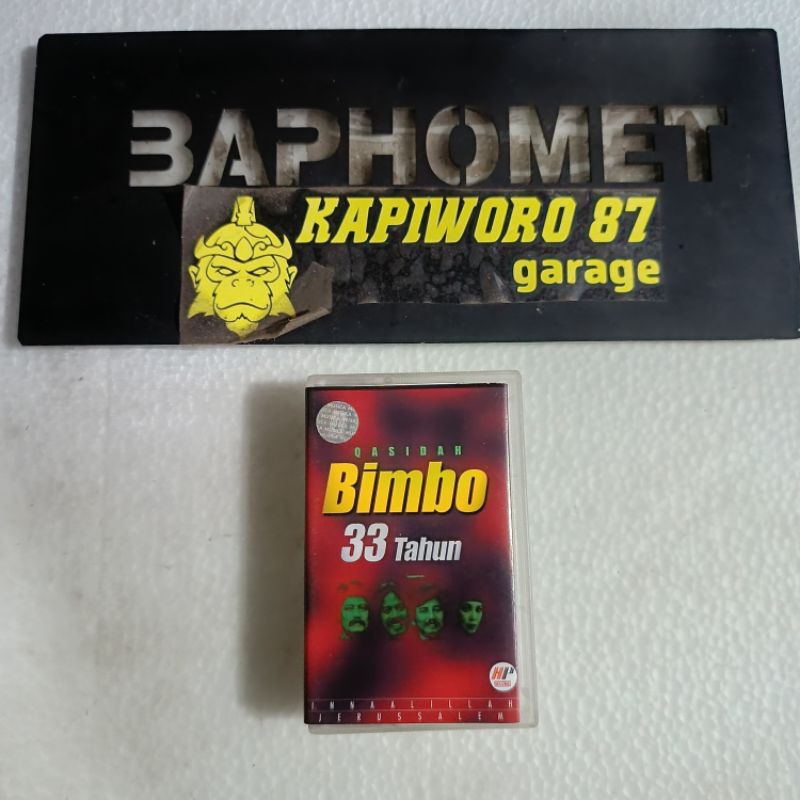 BAPHOMET
KAPIWORO 87
garage
QASIDAH
Bimbo
33 Tahun
INNAALILLAH
JERUSSALEM